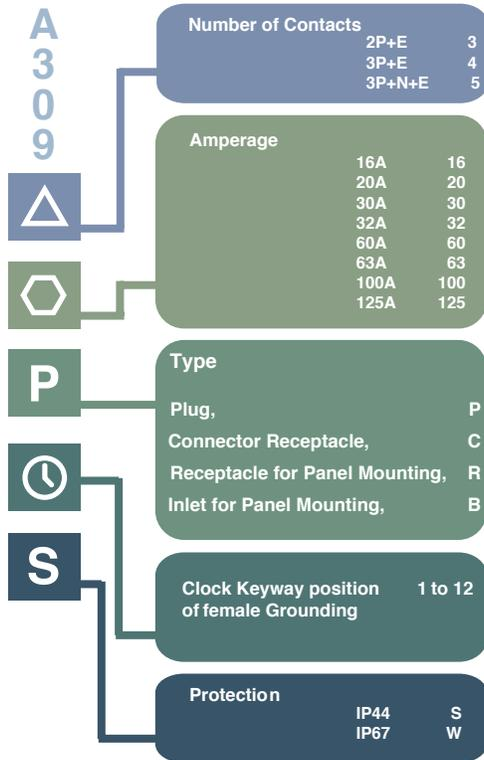 A
3
0
9
P
S
Number of Contacts
2P+E 3
3P+E 4
3P+N+E 5
Amperage
16A 16
20A 20
30A 30
32A 32
60A 60
63A 63
100A 100
125A 125
Type
Plug, P
Connector Receptacle, C
Receptacle for Panel Mounting, R
Inlet for Panel Mounting, B
Clock Keyway position 1 to 12
of female Grounding
Protection
IP44 S
IP67 W